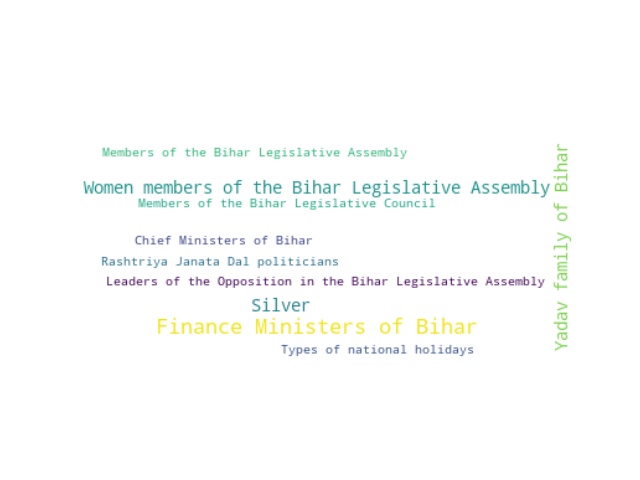 Members of the Bihar Legislative Assembly
Women members of the Bihar Legislative Assembly
Members of the Bihar Legislative Council
Chief Ministers of Bihar
Rashtriya Janata Dal politicians
Leaders of the Opposition in the Bihar Legislative Assembly
Silver
Finance Ministers of Bihar
Types of national holidays
Yadav family of Bihar